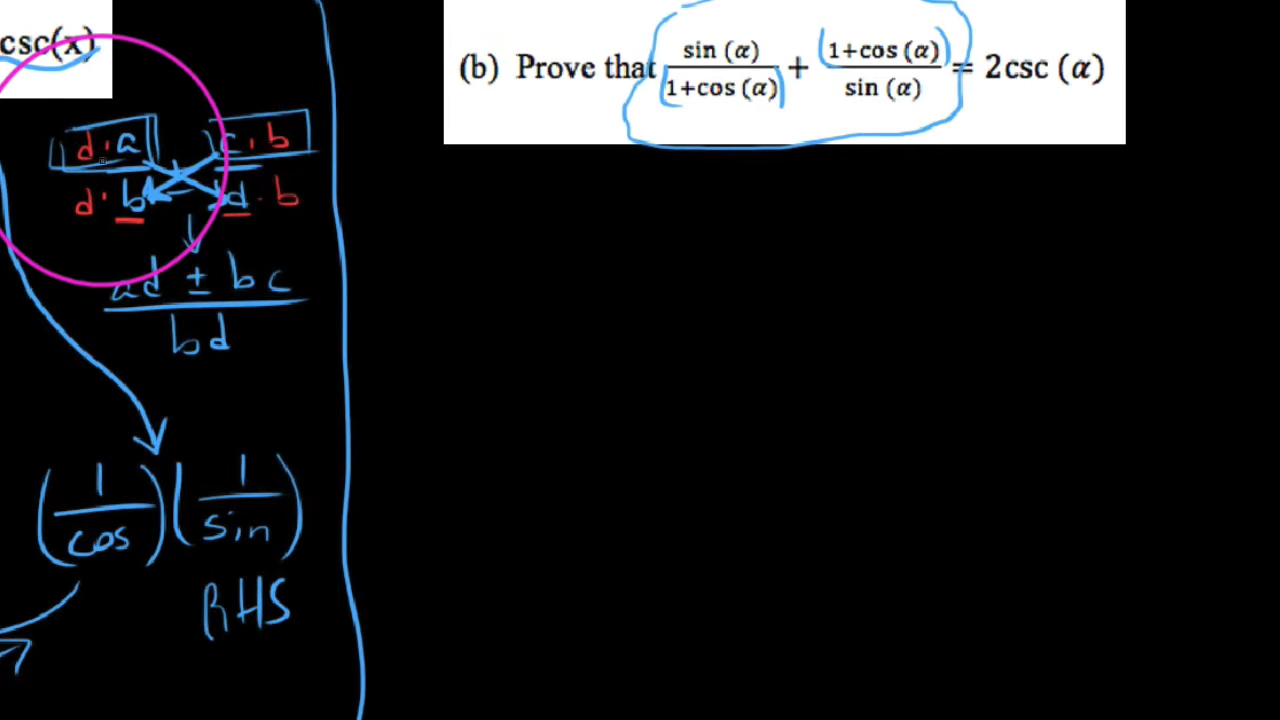 csc(x)
(b) Prove that sin (α)/1+cos (α) + 1+cos (α)/sin (α) = 2csc (α)
d·a c·b
d·b d·b
ad ± bc
bd
(1/cos)(1/sin)
RHS